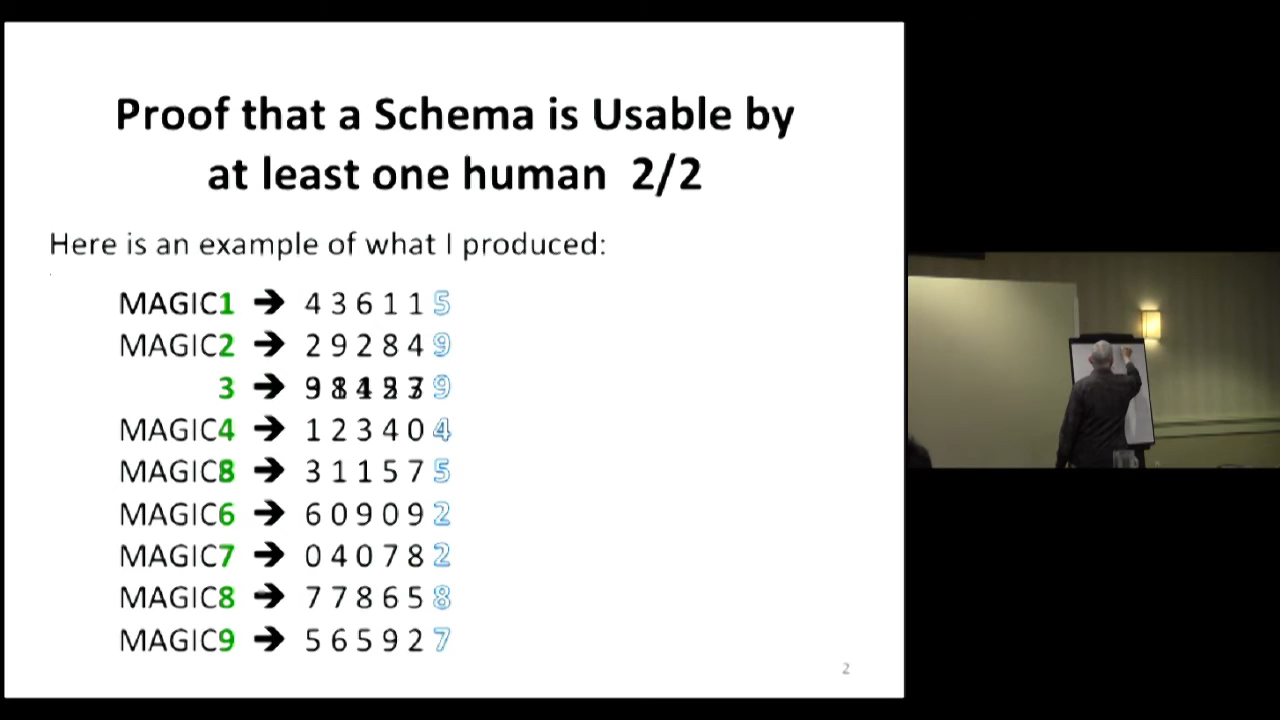 Proof that a Schema is Usable by
at least one human 2/2
Here is an example of what I produced:
MAGIC1 → 4 3 6 1 1 5
MAGIC2 → 2 9 2 8 4 9
3 → 9
MAGIC4 → 1 2 3 4 0 4
MAGIC8 → 3 1 1 5 7 5
MAGIC6 → 6 0 9 0 9 2
MAGIC7 → 0 4 0 7 8 2
MAGIC8 → 7 7 8 6 5 8
MAGIC9 → 5 6 5 9 2 7
2